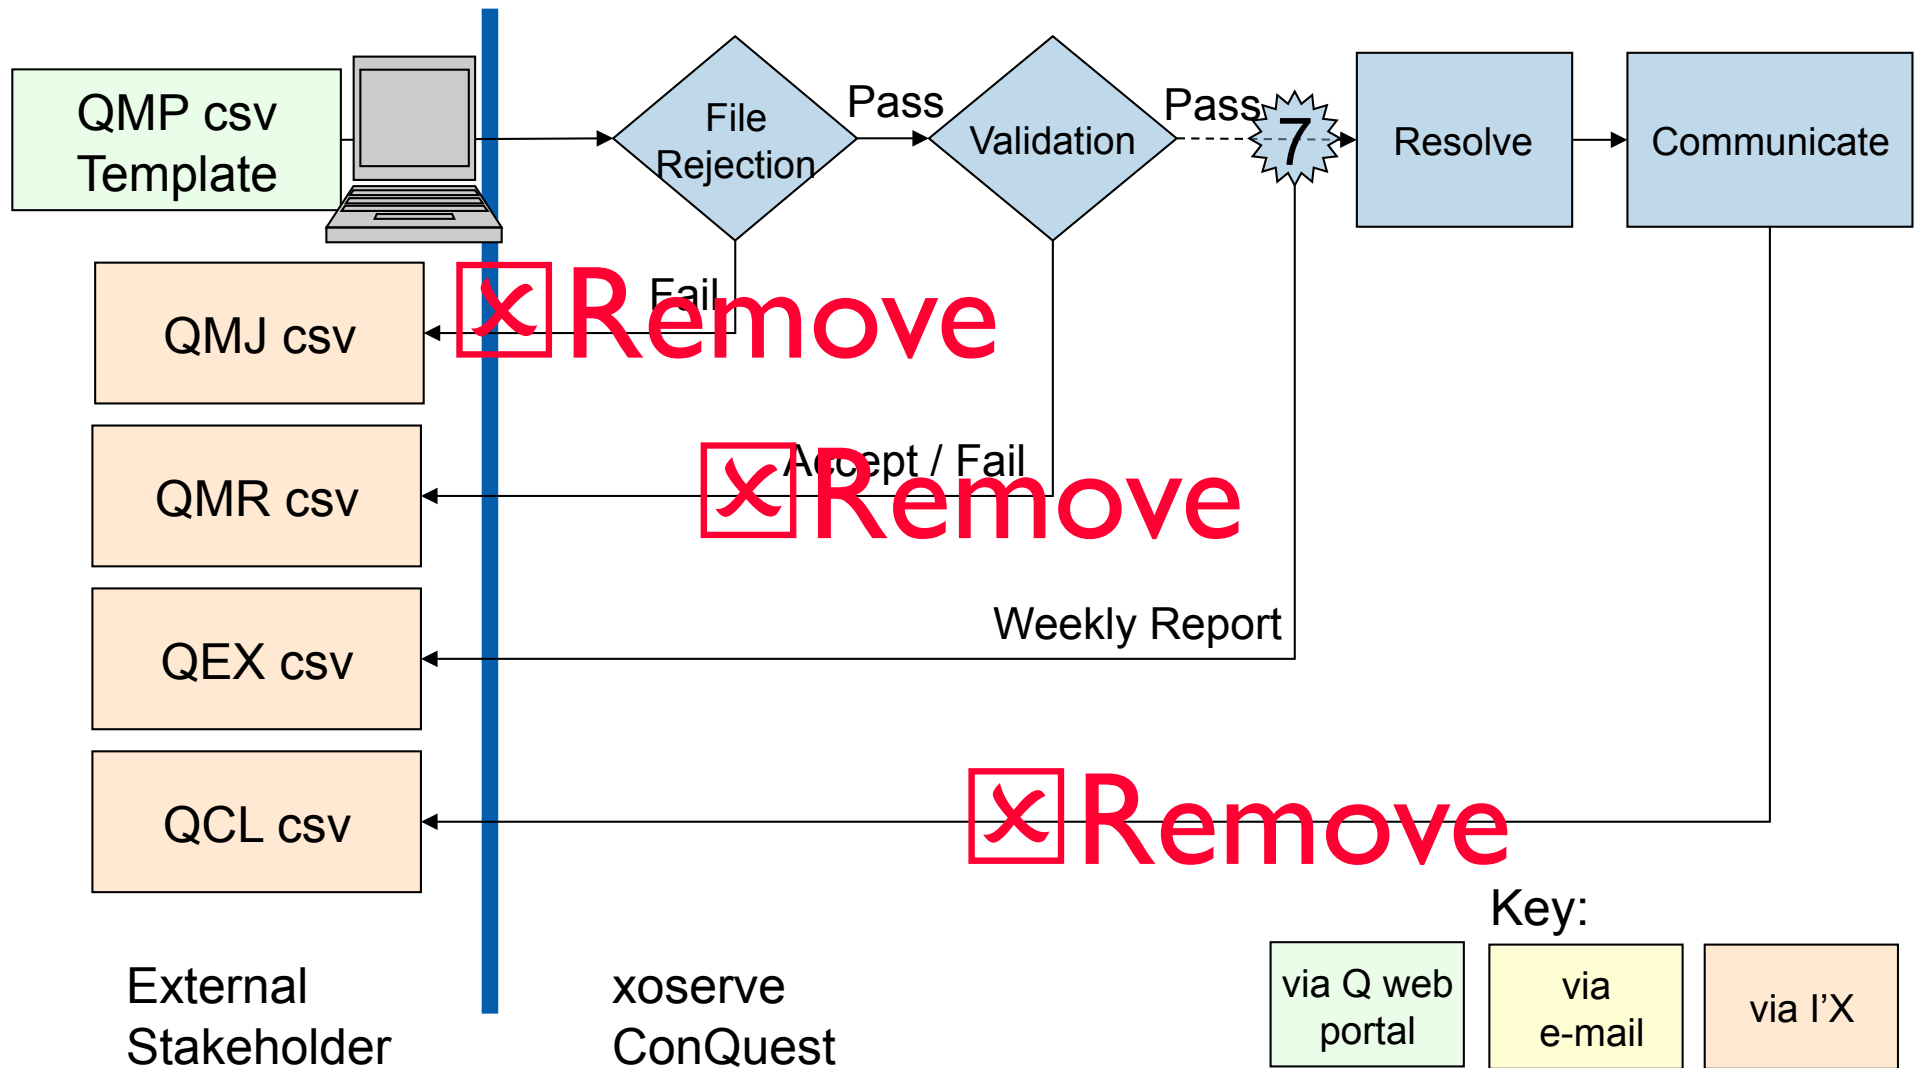 QMP csv
Template
File
Rejection
Pass
Validation
Pass
7
Resolve
Communicate
QMJ csv
Fail
x Remove
QMR csv
Accept / Fail
x Remove
QEX csv
Weekly Report
QCL csv
x Remove
Key:
via Q web
portal
via
e-mail
via I'X
External
Stakeholder
xoserve
ConQuest